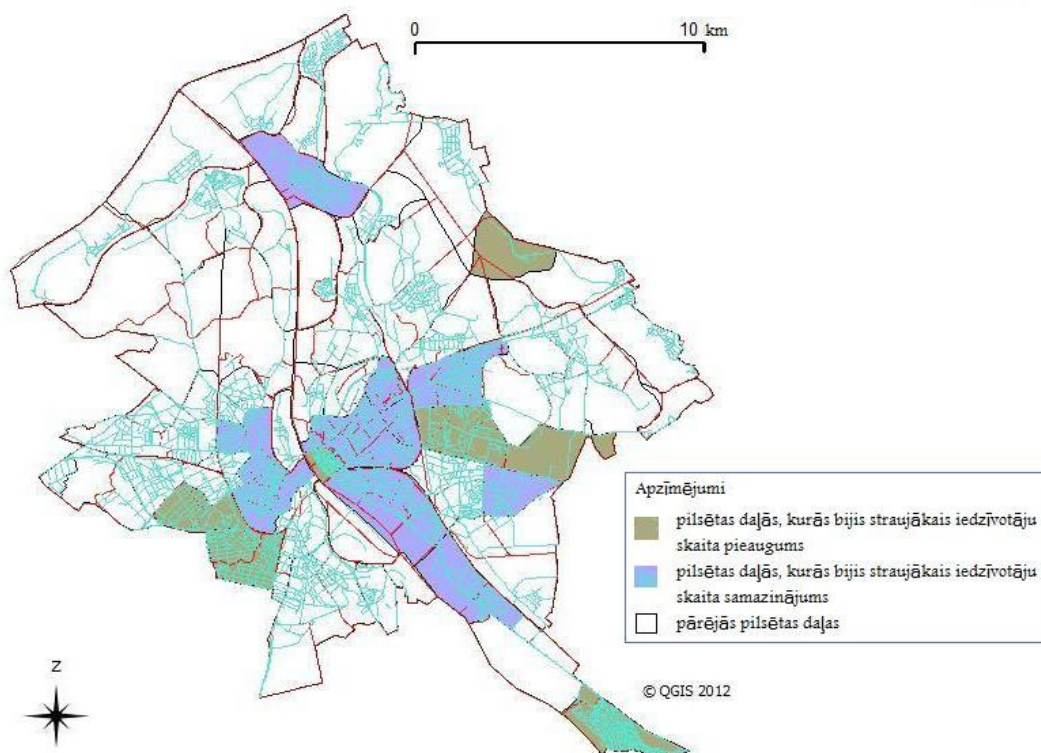 0 10 km
Apzīmējumi
pilsētas daļās, kurās bijis straujākais iedzīvotāju
skaita pieaugums
pilsētas daļās, kurās bijis straujākais iedzīvotāju
skaita samazinājums
pārējās pilsētas daļas
© QGIS 2012
Z